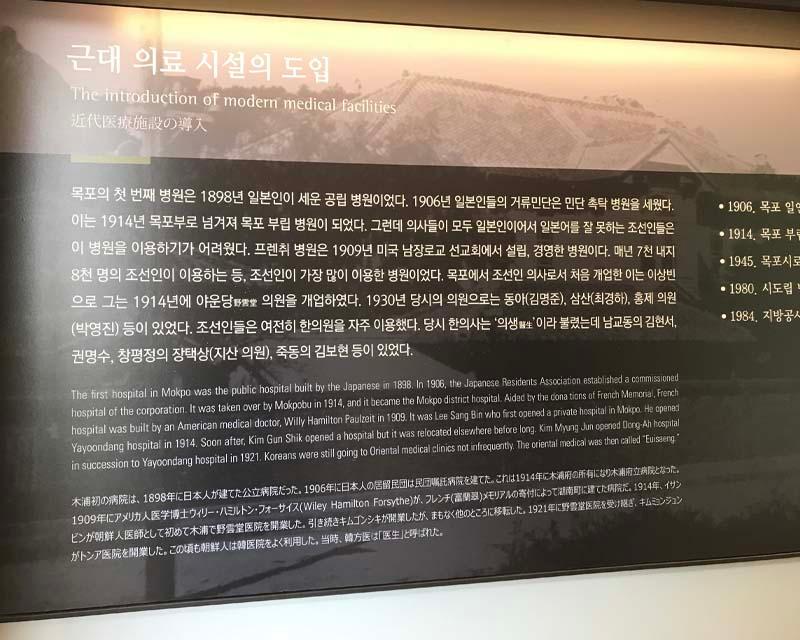 근대 의료 시설의 도입
The introduction of modern medical facilities
近代医療施設の導入
목포의 첫 번째 병원은 1898년 일본인이 세운 공립 병원이었다. 1906년 일본인들의 거류민단은 민단 촉탁 병원을 세웠다.
이는 1914년 목포부로 넘겨져 목포 부립 병원이 되었다. 그런데 의사들이 모두 일본인이어서 일본어를 잘 못하는 조선인들은
이 병원을 이용하기가 어려웠다. 프렌취 병원은 1909년 미국 남장로교 선교회에서 설립, 경영한 병원이다. 매년 7천 내지
8천 명의 조선인이 이용하는 등, 조선인이 가장 많이 이용한 병원이었다. 목포에서 조선인 의사로서 처음 개업한 이는 이상빈
으로 그는 1914년에 야운당野雲堂 의원을 개업하였다. 1930년 당시의 의원으로는 동아(김명준), 삼산(최경하), 홍제 의원
(박영진) 등이 있었다. 조선인들은 여전히 한의원을 자주 이용했다. 당시 한의사는 ‘의생醫生’이라 불렸는데 남교동의 김현서,
권명수, 창평정의 장택상(지산 의원), 죽동의 김보현 등이 있었다.
The first hospital in Mokpo was the public hospital built by the Japanese in 1898. In 1906, the Japanese Residents Association established a commissioned
hospital of the corporation. It was taken over by Mokpobu in 1914, and it became the Mokpo district hospital. Aided by the dona tions of French Memorial, French
hospital was built by an American medical doctor, Willy Hamilton Paulzeit in 1909. It was Lee Sang Bin who first opened a private hospital in Mokpo. He opened
Yayoondang hospital in 1914. Soon after, Kim Gun Shik opened a hospital but it was relocated elsewhere before long. Kim Myung Jun opened Dong-Ah hospital
in succession to Yayoondang hospital in 1921. Koreans were still going to Oriental medical clinics not infrequently. The oriental medical was then called "Euisaeng."
木浦初の病院は、1898年に日本人が建てた公立病院だった。1906年に日本人の居留民団は民団嘱託病院を建てた。これは1914年に木浦府の所有になり木浦府立病院となった。
1909年にアメリカ人医学博士ウィリー・ハミルトン・フォーサイス(Wiley Hamilton Forsythe)が、フレンチ(富蘭翠)メモリアルの寄付によって湖南町に建てた病院だ。1914年、イサン
ビンが朝鮮人医師として初めて木浦で野雲堂医院を開業した。引き続きキムゴンシキが開業したが、まもなく他のところに移転した。1921年に野雲堂医院を受け継ぎ、キムミョンジュン
がトンア医院を開業した。この頃も朝鮮人は韓医院をよく利用した。当時、韓方医は「医生」と呼ばれた。
• 1906. 목포 일
• 1914. 목포 부립
• 1945. 목포시로
• 1980. 시도립
• 1984. 지방공사